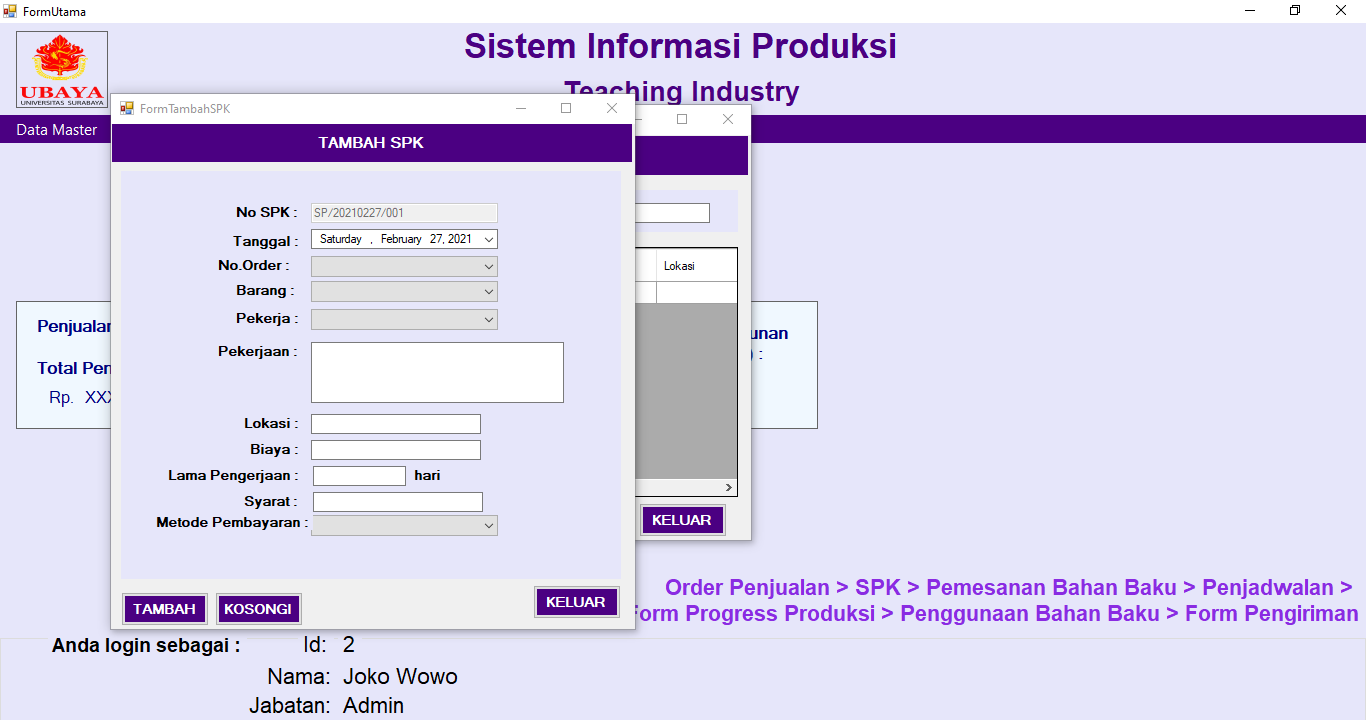 FormUtama
Sistem Informasi Produksi
UBAYA
UNIVERSITAS SURABAYA
Teaching Industry
Data Master
FormTambahSPK
TAMBAH SPK
No SPK : SP/20210227/001
Tanggal : Saturday , February 27, 2021
No.Order :
Barang :
Pekerja :
Pekerjaan :
Lokasi :
Biaya :
Lama Pengerjaan : hari
Syarat :
Metode Pembayaran :
TAMBAH KOSONGI KELUAR
Lokasi
KELUAR
Penjualan
Total Pen
Rp. XXX
unan
) :
Order Penjualan > SPK > Pemesanan Bahan Baku > Penjadwalan >
Form Progress Produksi > Penggunaan Bahan Baku > Form Pengiriman
Anda login sebagai : Id: 2
Nama: Joko Wowo
Jabatan: Admin